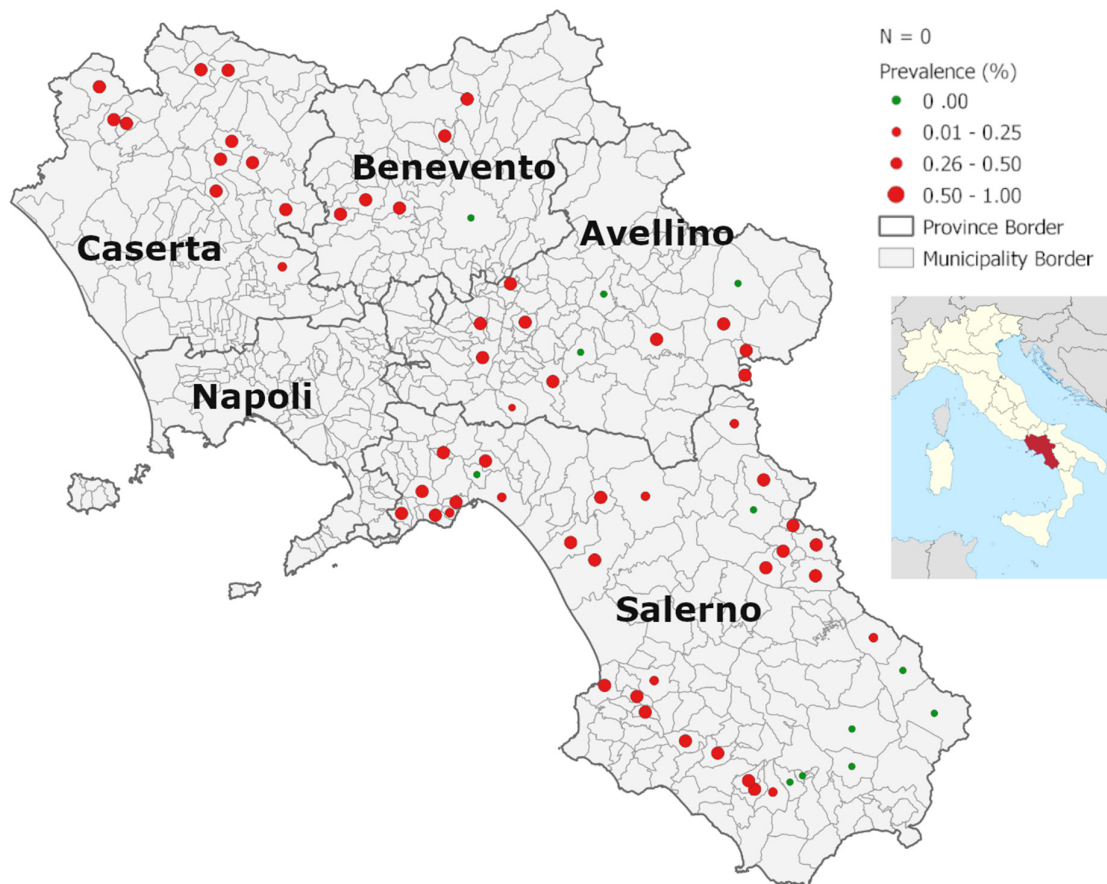 N = 0
Prevalence (%)
0 .00
0.01 - 0.25
0.26 - 0.50
0.50 - 1.00
Province Border
Municipality Border
Benevento
Avellino
Caserta
Napoli
Salerno